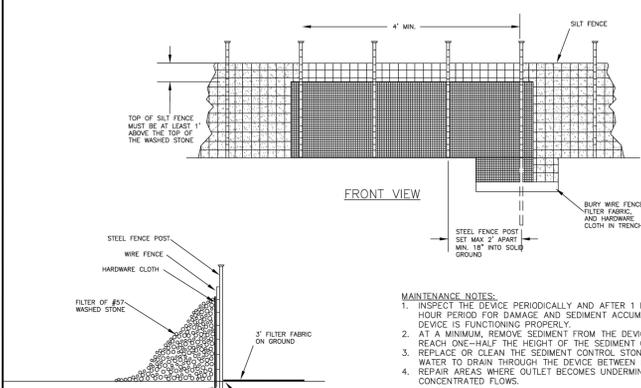 4' MIN.
SILT FENCE
TOP OF SILT FENCE
MUST BE AT LEAST 1'
ABOVE THE TOP OF
THE WASHED STONE
FRONT VIEW
BURY WIRE FENCE
FILTER FABRIC,
AND HARDWARE
CLOTH IN TRENCH
STEEL FENCE POST
SET MAX 2' APART
MIN. 18" INTO SOLID
GROUND
STEEL FENCE POST
WIRE FENCE
HARDWARE CLOTH
FILTER OF #57
WASHED STONE
3' FILTER FABRIC
ON GROUND
MAINTENANCE NOTES:
1. INSPECT THE DEVICE PERIODICALLY AND AFTER 1
HOUR PERIOD FOR DAMAGE AND SEDIMENT
DEVICE IS FUNCTIONING PROPERLY.
2. AT A MINIMUM, REMOVE SEDIMENT FROM THE
REACH ONE-HALF THE HEIGHT OF THE SEDIMENT
3. REPLACE OR CLEAN THE SEDIMENT CONTROL
WATER TO DRAIN THROUGH THE DEVICE BETWEEN
4. REPAIR AREAS WHERE OUTLET BECOMES
CONCENTRATED FLOWS.